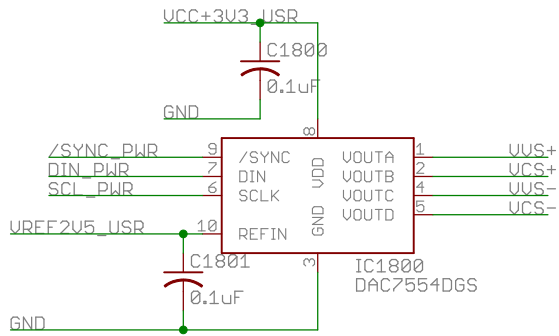 VCC+3V3_USR
C1800
0.1uF
GND
8
/SYNC_PWR 9 /SYNC VDD VOUTA 1 VVS+
DIN_PWR 7 DIN VOUTB 2 VCS+
SCL_PWR 6 SCLK VOUTC 4 VVS-
VOUTD 5 VCS-
VREF2V5_USR 10 REFIN GND
3
C1801
0.1uF
IC1800
DAC7554DGS
GND